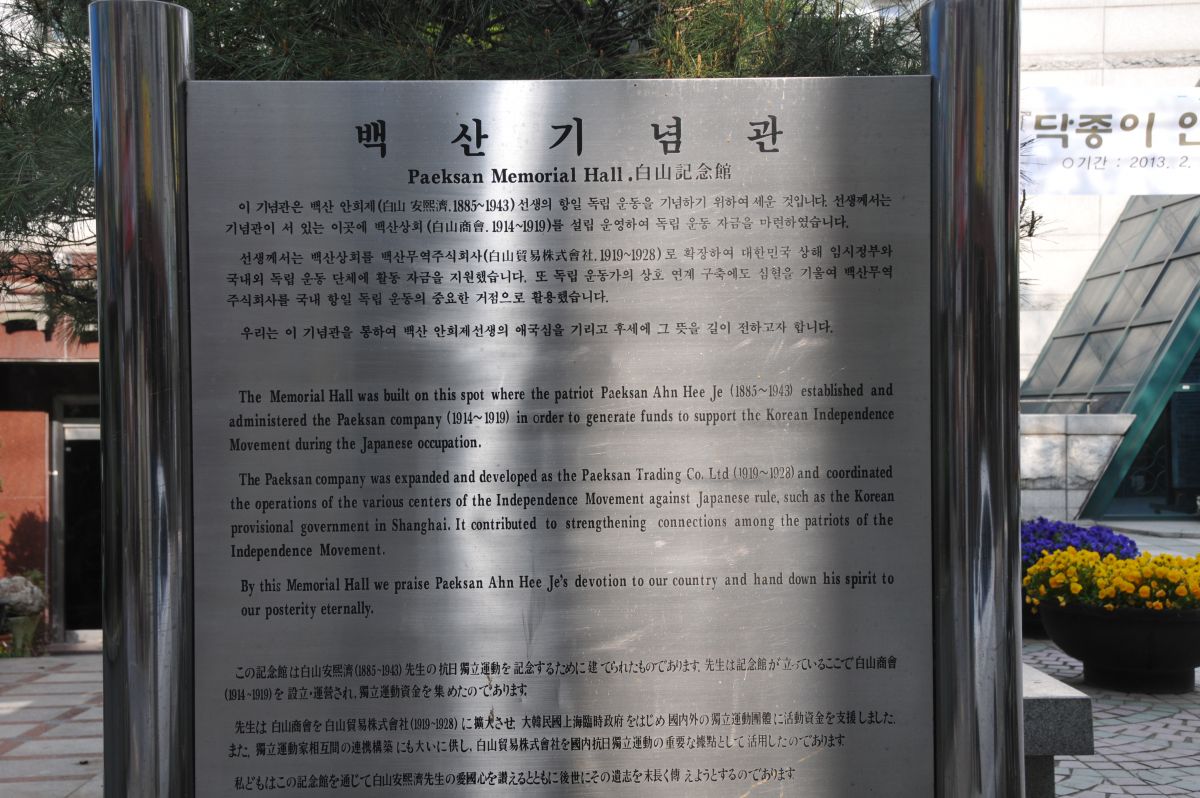 백산기념관
Paeksan Memorial Hall . 白山記念館
이 기념관은 백산 안희제(白山 安熙濟. 1885~1943) 선생의 항일 독립 운동을 기념하기 위하여 세운 것입니다. 선생께서는
기념관이 서 있는 이곳에 백산상회 (白山商會. 1914~1919)를 설립 운영하여 독립 운동 자금을 마련하였습니다.
선생께서는 백산상회를 백산무역주식회사(白山貿易株式會社. 1919~1928) 로 확장하여 대한민국 상해 임시정부와
국내외 독립 운동 단체에 활동 자금을 지원했습니다. 또 독립 운동가의 상호 연계 구축에도 심혈을 기울여 백산무역
주식회사를 국내 항일 독립 운동의 중요한 거점으로 활용했습니다.
우리는 이 기념관을 통하여 백산 안희제선생의 애국심을 기리고 후세에 그 뜻을 길이 전하고자 합니다.
The Memorial Hall was built on this spot where the patriot Paeksan Ahn Hee Je (1885~1943) established and
administered the Paeksan company (1914~1919) in order to generate funds to support the Korean Independence
Movement during the Japanese occupation.
The Paeksan company was expanded and developed as the Paeksan Trading Co. Ltd (1919~1928) and coordinated
the operations of the various centers of the Independence Movement against Japanese rule, such as the Korean
provisional government in Shanghai. It contributed to strengthening connections among the patriots of the
Independence Movement.
By this Memorial Hall we praise Paeksan Ahn Hee Je's devotion to our country and hand down his spirit to
our posterity eternally.
この記念館は白山安熙濟(1885~1943) 先生の抗日獨立運動を記念するために建てられたものであります. 先生は記念館が立っているここで白山商會
(1914~1919)を設立・運營され, 獨立運動資金を集めたのであります.
先生は白山商會を白山貿易株式會社(1919~1928) に擴大させ, 大韓民國上海臨時政府をはじめ國內外の獨立運動團體に活動資金を支援しました.
また, 獨立運動家相互間の連携構築にも大いに供し, 白山貿易株式會社を國內抗日獨立運動の重要な據點として活用したのであります.
私どもはこの記念館を通じて白山安熙濟先生の愛國心を讚えるとともに後世にその遺志を末長く傳えようとするのであります
『닥종이 인
○기간 : 2013. 2.